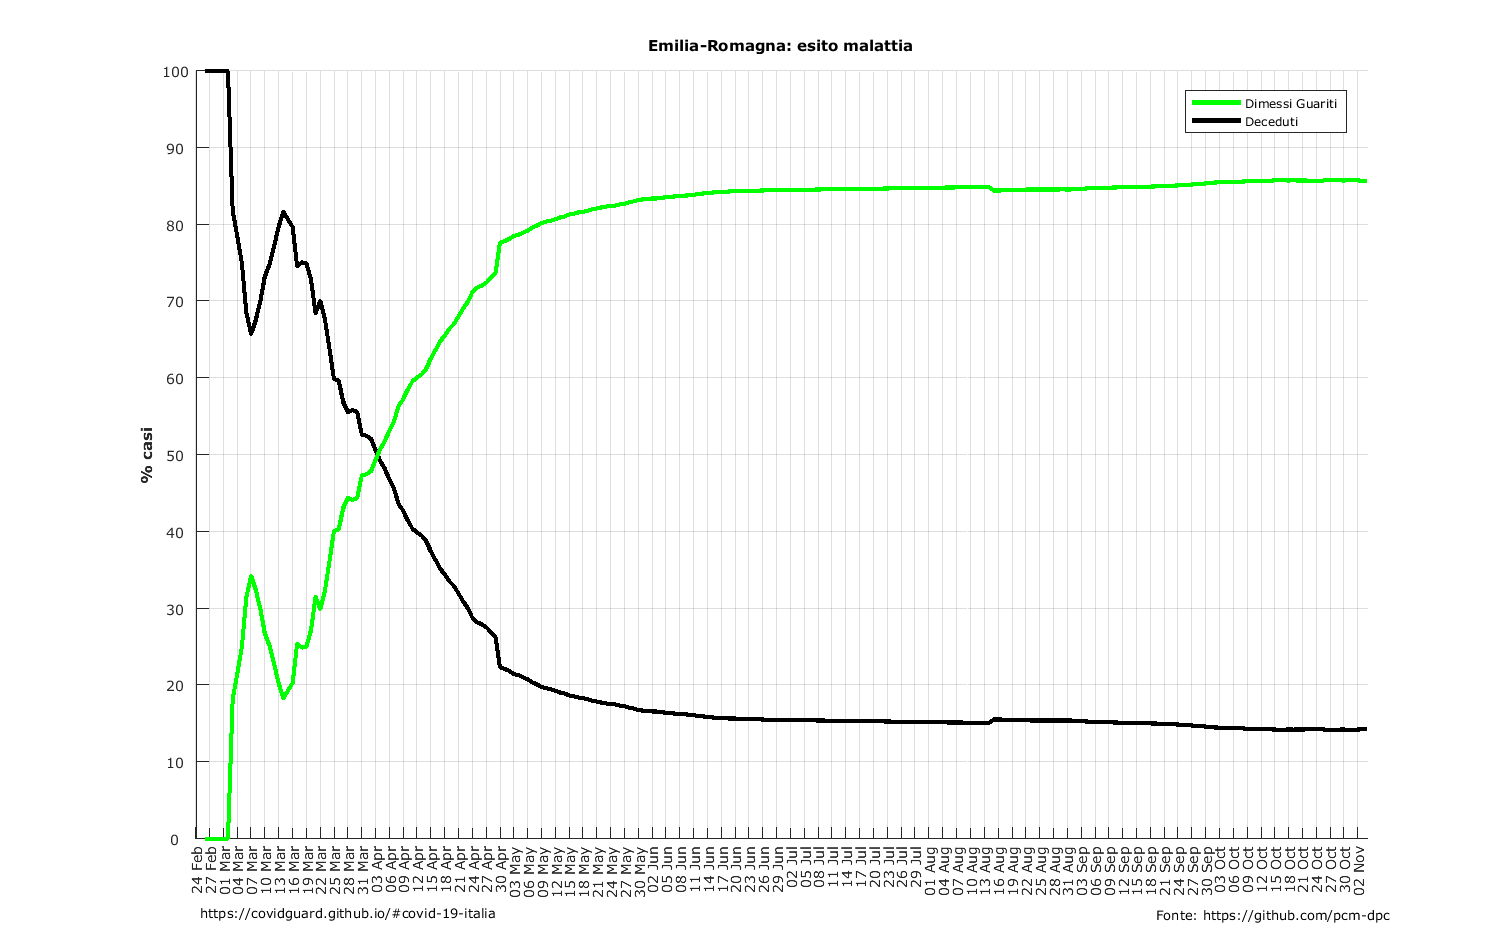 Emilia-Romagna: esito malattia
Dimessi Guariti
Deceduti
% casi
100
90
80
70
60
50
40
30
20
10
0
24 Feb
27 Feb
01 Mar
04 Mar
07 Mar
10 Mar
13 Mar
16 Mar
19 Mar
22 Mar
25 Mar
28 Mar
31 Mar
03 Apr
06 Apr
09 Apr
12 Apr
15 Apr
18 Apr
21 Apr
24 Apr
27 Apr
30 Apr
03 May
06 May
09 May
12 May
15 May
18 May
21 May
24 May
27 May
30 May
02 Jun
05 Jun
08 Jun
11 Jun
14 Jun
17 Jun
20 Jun
23 Jun
26 Jun
29 Jun
02 Jul
05 Jul
08 Jul
11 Jul
14 Jul
17 Jul
20 Jul
23 Jul
26 Jul
29 Jul
01 Aug
04 Aug
07 Aug
10 Aug
13 Aug
16 Aug
19 Aug
22 Aug
25 Aug
28 Aug
31 Aug
03 Sep
06 Sep
09 Sep
12 Sep
15 Sep
18 Sep
21 Sep
24 Sep
27 Sep
30 Sep
03 Oct
06 Oct
09 Oct
12 Oct
15 Oct
18 Oct
21 Oct
24 Oct
27 Oct
30 Oct
02 Nov
https://covidguard.github.io/#covid-19-italia
Fonte: https://github.com/pcm-dpc